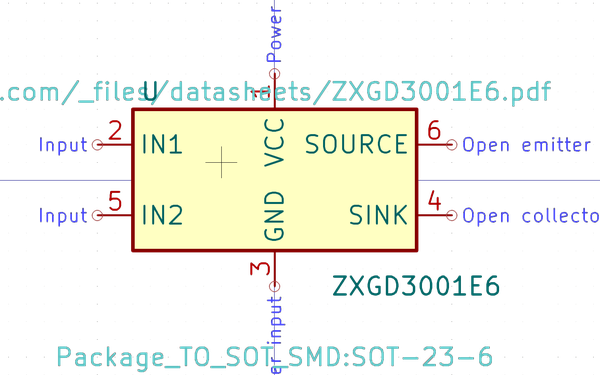 Power
U
.com/_files/datasheets/ZXGD3001E6.pdf
1
Input 2 IN1 VCC SOURCE 6 Open emitter
Input 5 IN2 GND SINK 4 Open collecto
3
ZXGD3001E6
er input
Package_TO_SOT_SMD:SOT-23-6